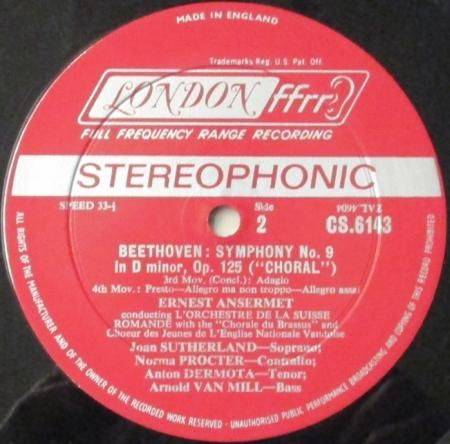 MADE IN ENGLAND
Trademarks Reg. U.S. Pat. Off.
LONDON ffrr
FULL FREQUENCY RANGE RECORDING
STEREOPHONIC
SPEED 33-⅓ Side ZAL 4604
2 CS.6143
BEETHOVEN: SYMPHONY No. 9
In D minor, Op. 125 ("CHORAL")
3rd Mov. (Concl.): Adagio
4th Mov.: Presto—Allegro ma non troppo—Allegro assai
ERNEST ANSERMET
conducting L'ORCHESTRE DE LA SUISSE
ROMANDE with the "Chorale du Brassus" and
Choeur des Jeunes de L'Eglise Nationale Vaudoise
Joan SUTHERLAND—Soprano;
Norma PROCTER—Contralto;
Anton DERMOTA—Tenor;
Arnold VAN MILL—Bass
ALL RIGHTS OF THE MANUFACTURER AND OF THE OWNER OF THE RECORDED WORK RESERVED - UNAUTHORISED PUBLIC PERFORMANCE BROADCASTING AND COPYING OF THIS RECORD PROHIBITED